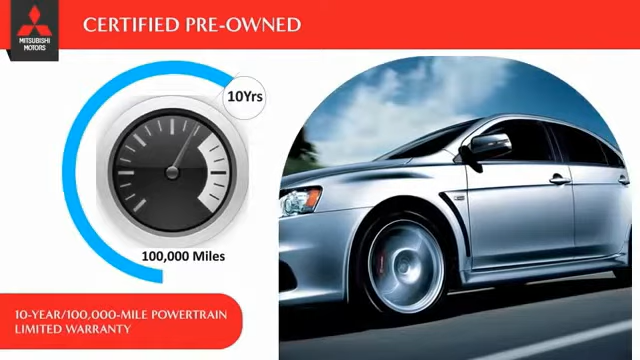 MITSUBISHI
MOTORS
CERTIFIED PRE-OWNED
10Yrs
100,000 Miles
10-YEAR/100,000-MILE POWERTRAIN
LIMITED WARRANTY